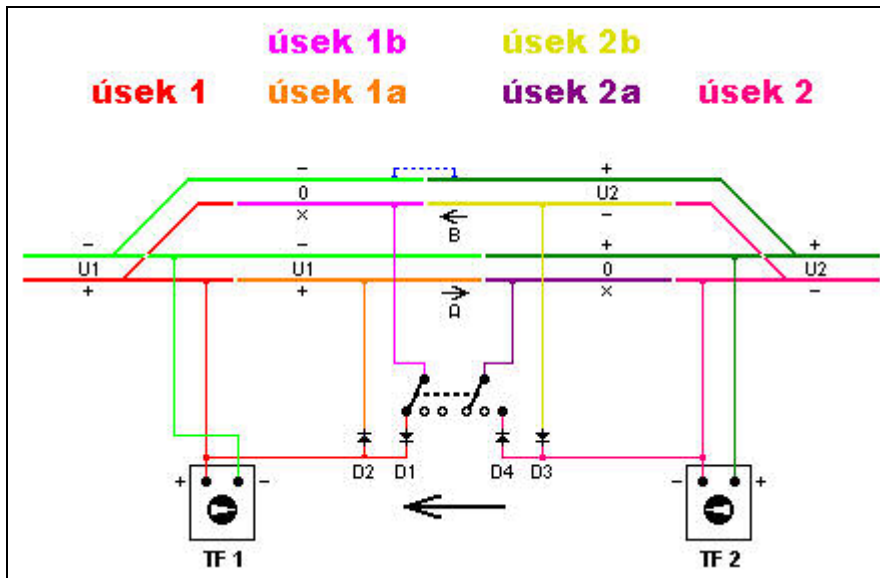 úsek 1b úsek 2b
úsek 1 úsek 1a úsek 2a úsek 2
− +
0 U2
× −
B
− − + +
U1 U1 0 U2
+ + × −
A
D2 D1 D4 D3
+ − − +
TF 1 TF 2